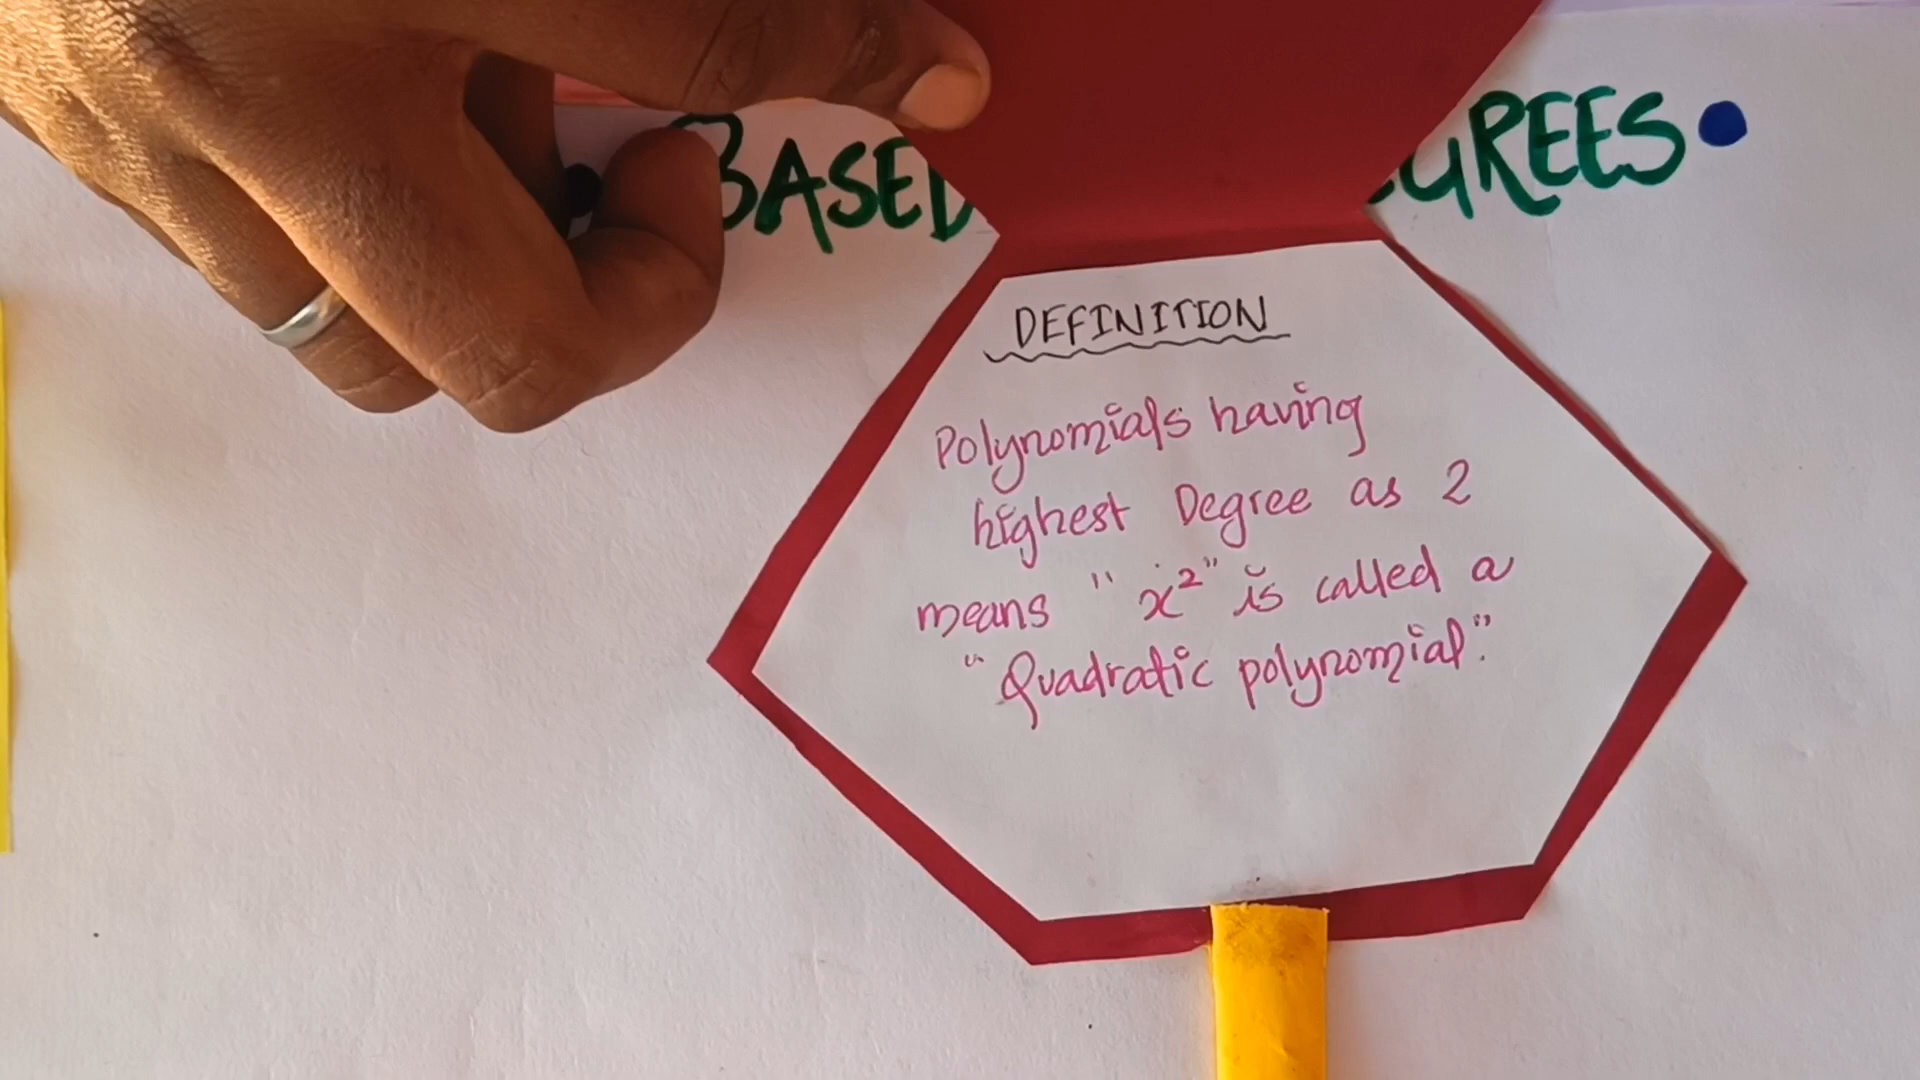 BASED GREES
DEFINITION
Polynomials having
highest Degree as 2
means "x²" is called a
"Quadratic polynomial".